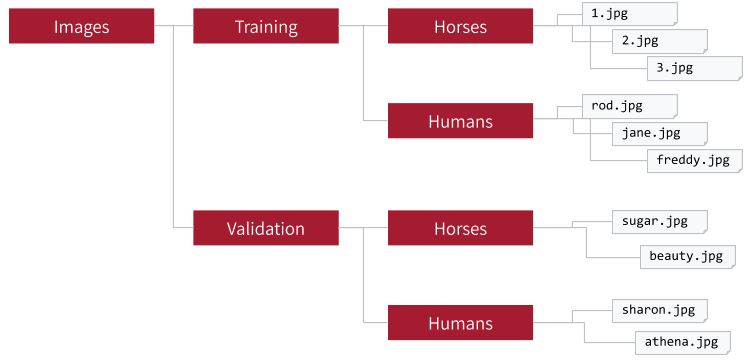 Images
Training
Horses
1.jpg
2.jpg
3.jpg
Humans
rod.jpg
jane.jpg
freddy.jpg
Validation
Horses
sugar.jpg
beauty.jpg
Humans
sharon.jpg
athena.jpg